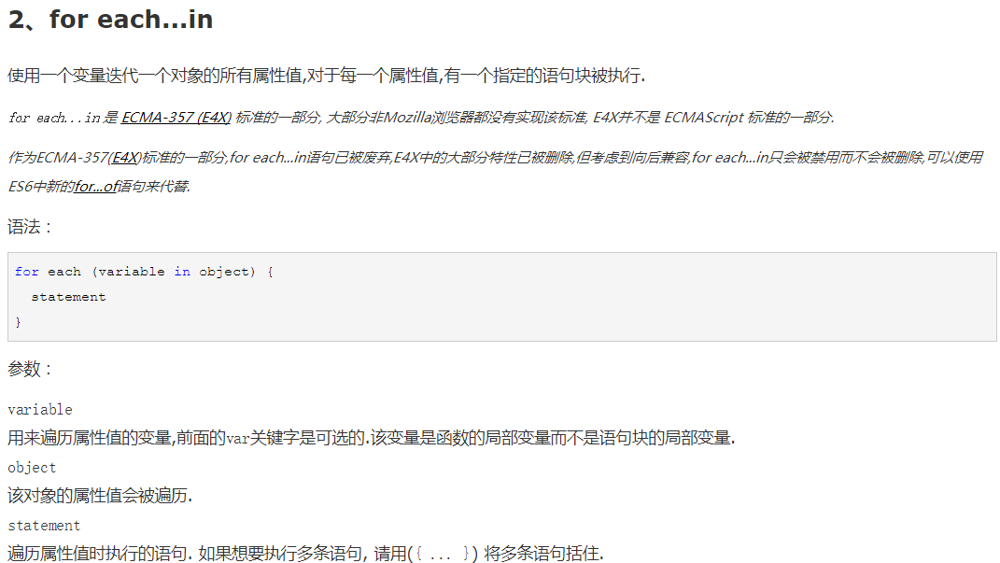 2、for each...in
使用一个变量迭代一个对象的所有属性值,对于每一个属性值,有一个指定的语句块被执行.
for each...in 是 ECMA-357 (E4X) 标准的一部分, 大部分非Mozilla浏览器都没有实现该标准, E4X并不是 ECMAScript 标准的一部分.
作为ECMA-357(E4X)标准的一部分,for each...in语句已被废弃,E4X中的大部分特性已被删除,但考虑到向后兼容,for each...in只会被禁用而不会被删除,可以使用
ES6中新的for...of语句来代替.
语法：
for each (variable in object) {
  statement
}
参数：
variable
用来遍历属性值的变量,前面的var关键字是可选的.该变量是函数的局部变量而不是语句块的局部变量.
object
该对象的属性值会被遍历.
statement
遍历属性值时执行的语句. 如果想要执行多条语句, 请用({ ... }) 将多条语句括住.